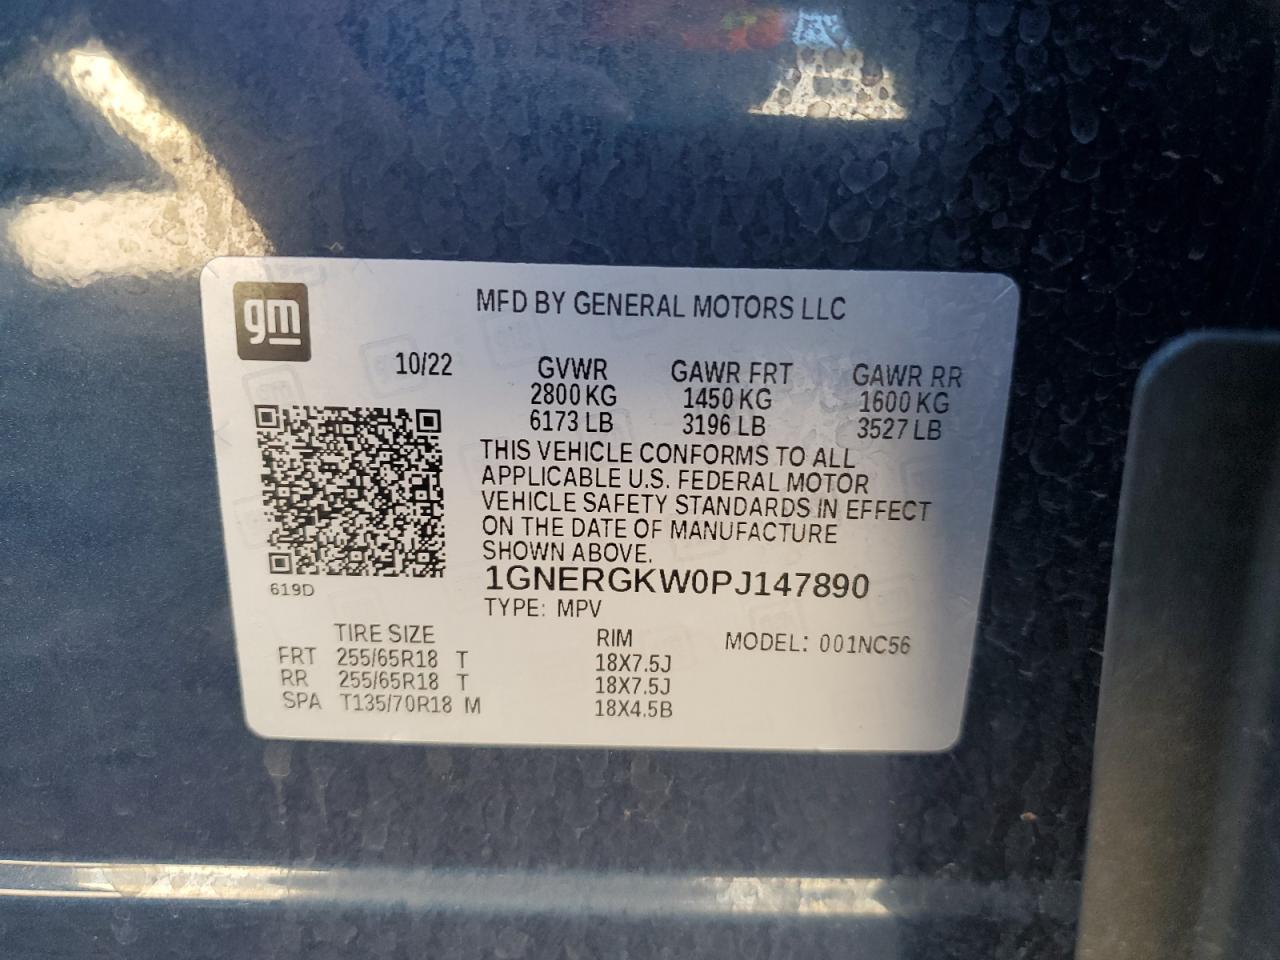 gm
MFD BY GENERAL MOTORS LLC
10/22 GVWR GAWR FRT GAWR RR
2800 KG 1450 KG 1600 KG
6173 LB 3196 LB 3527 LB
THIS VEHICLE CONFORMS TO ALL
APPLICABLE U.S. FEDERAL MOTOR
VEHICLE SAFETY STANDARDS IN EFFECT
ON THE DATE OF MANUFACTURE
SHOWN ABOVE.
1GNERGKW0PJ147890
619D
TYPE: MPV
TIRE SIZE RIM MODEL: 001NC56
FRT 255/65R18 T 18X7.5J
RR 255/65R18 T 18X7.5J
SPA T135/70R18 M 18X4.5B